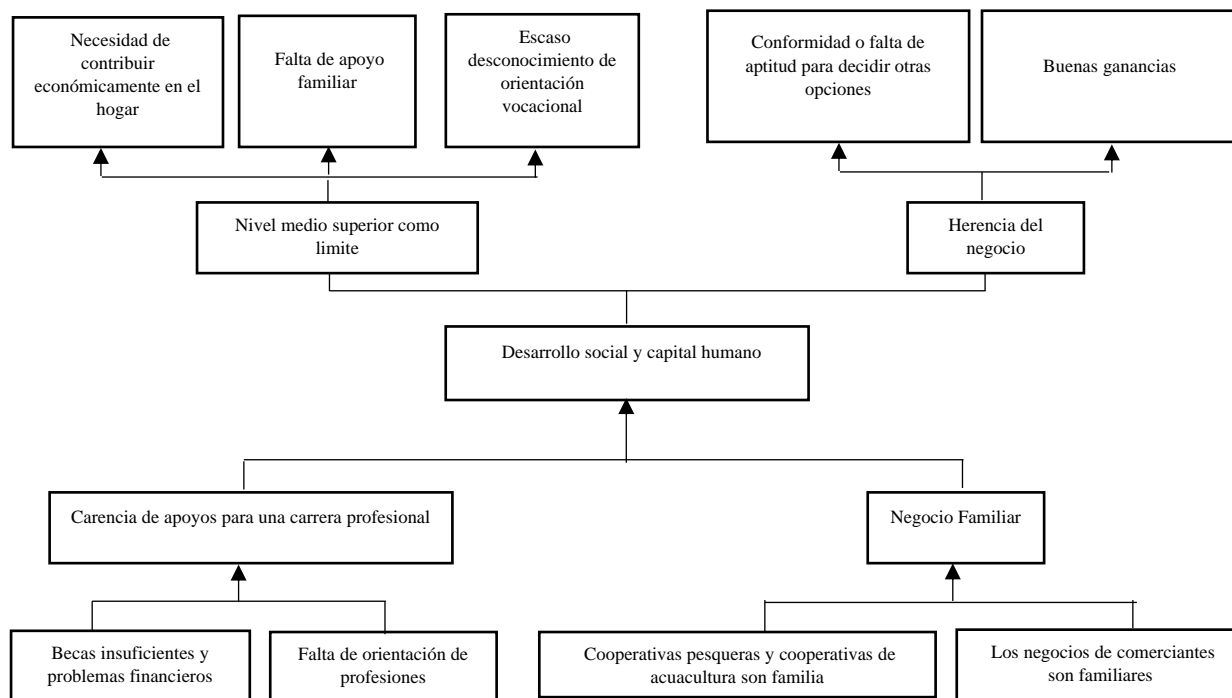 Necesidad de
contribuir
económicamente en el
hogar
Falta de apoyo
familiar
Escaso
desconocimiento de
orientación
vocacional
Conformidad o falta de
aptitud para decidir otras
opciones
Buenas ganancias
Nivel medio superior como
limite
Herencia del
negocio
Desarrollo social y capital humano
Carencia de apoyos para una carrera profesional
Negocio Familiar
Becas insuficientes y
problemas financieros
Falta de orientación de
profesiones
Cooperativas pesqueras y cooperativas de
acuacultura son familia
Los negocios de comerciantes
son familiares